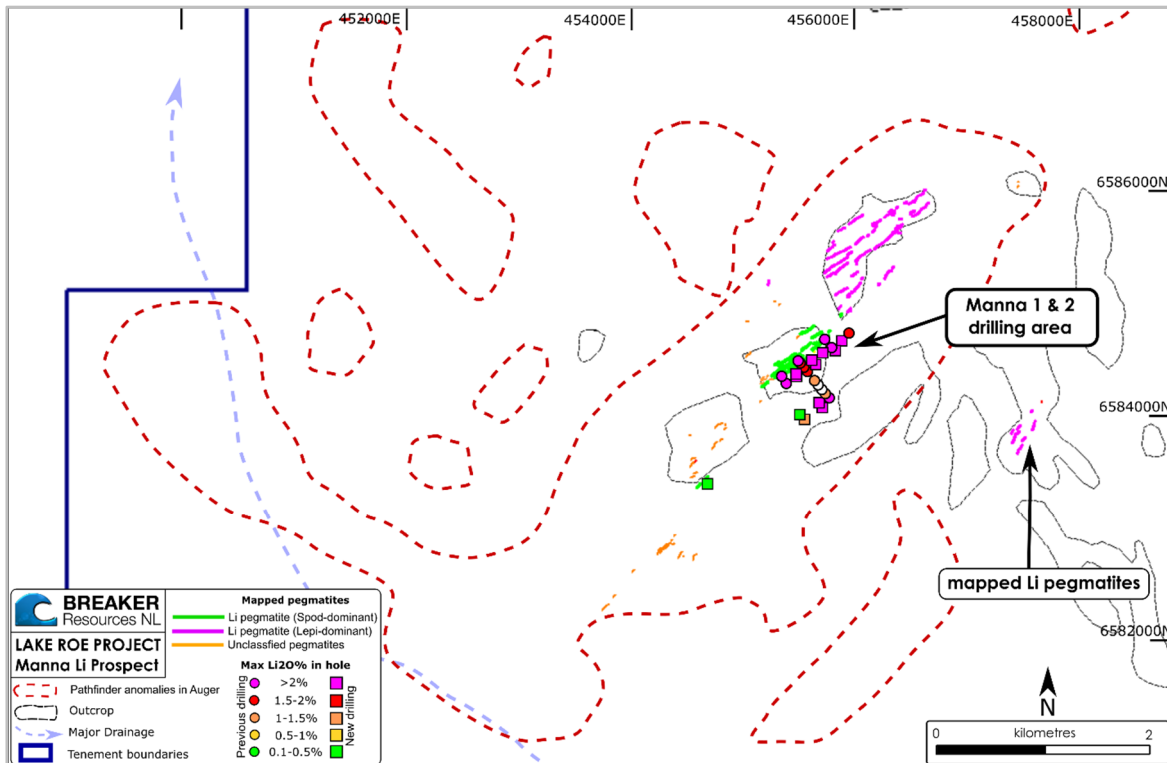 452000E
454000E
456000E
458000E
6586000N
Manna 1 & 2
drilling area
6584000N
mapped Li pegmatites
6582000N
BREAKER
Resources NL
LAKE ROE PROJECT
Manna Li Prospect
Pathfinder anomalies in Auger
Outcrop
Major Drainage
Tenement boundaries
Mapped pegmatites
Li pegmatite (Spod-dominant)
Li pegmatite (Lepi-dominant)
Unclassfied pegmatites
Max Li2O% in hole
Previous drilling
New drilling
>2%
1.5-2%
1-1.5%
0.5-1%
0.1-0.5%
N
kilometres
0
2